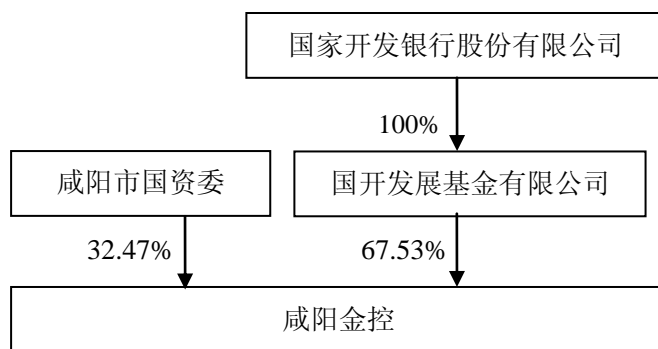 国家开发银行股份有限公司
100%
咸阳市国资委
国开发展基金有限公司
32.47%
67.53%
咸阳金控